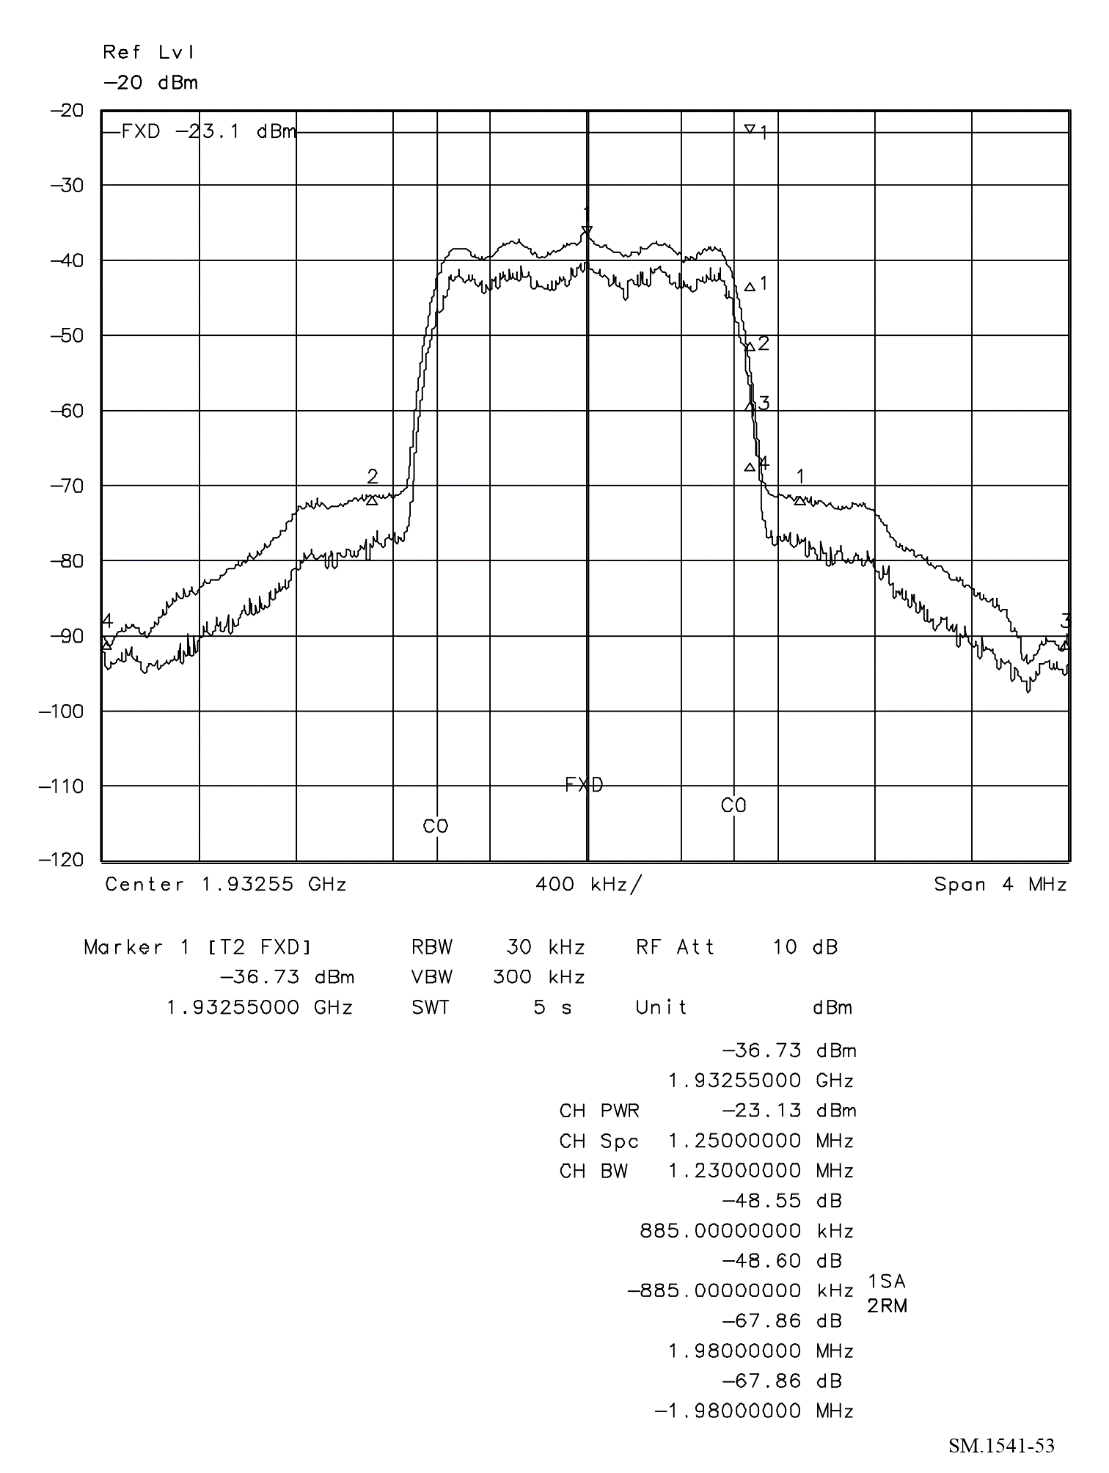 Ref Lvl
−20 dBm
−20
−FXD −23.1 dBm
1
−30
1
−40
1
−50
2
−60
3
4
−70
2
1
−80
−90
4
3
−100
−110
FXD
CO
CO
−120
Center 1.93255 GHz 400 kHz/ Span 4 MHz
Marker 1 [T2 FXD] RBW 30 kHz RF Att 10 dB
−36.73 dBm VBW 300 kHz
1.93255000 GHz SWT 5 s Unit dBm
−36.73 dBm
1.93255000 GHz
CH PWR −23.13 dBm
CH Spc 1.25000000 MHz
CH BW 1.23000000 MHz
−48.55 dB
885.00000000 kHz
−48.60 dB
−885.00000000 kHz
1SA
2RM
−67.86 dB
1.98000000 MHz
−67.86 dB
−1.98000000 MHz
SM.1541-53